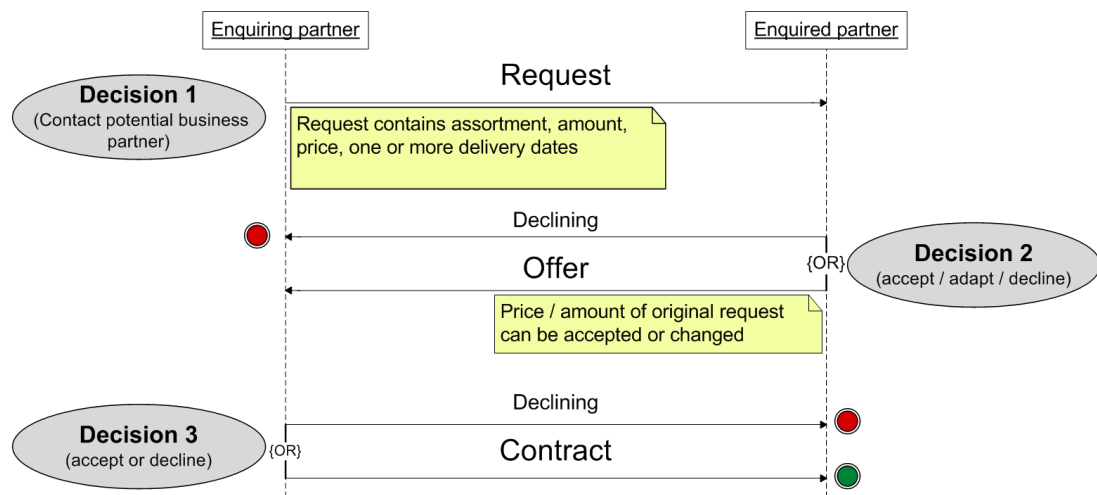 Enquiring partner
Enquired partner
Request
Decision 1
(Contact potential business
partner)
Request contains assortment, amount,
price, one or more delivery dates
Declining
{OR}
Decision 2
(accept / adapt / decline)
Offer
Price / amount of original request
can be accepted or changed
Declining
Decision 3
(accept or decline)
{OR}
Contract